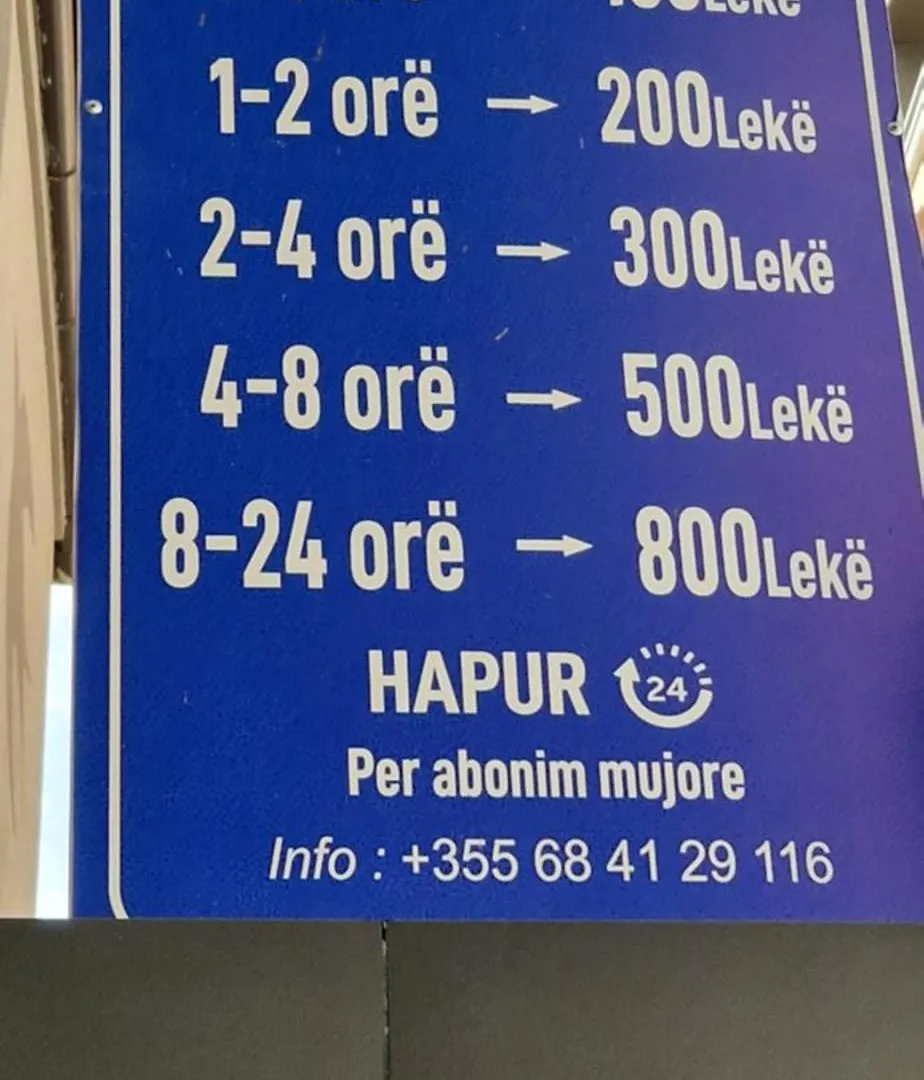 100Lekë
1-2 orë → 200Lekë
2-4 orë → 300Lekë
4-8 orë → 500Lekë
8-24 orë → 800Lekë
HAPUR 24
Per abonim mujore
Info : +355 68 41 29 116